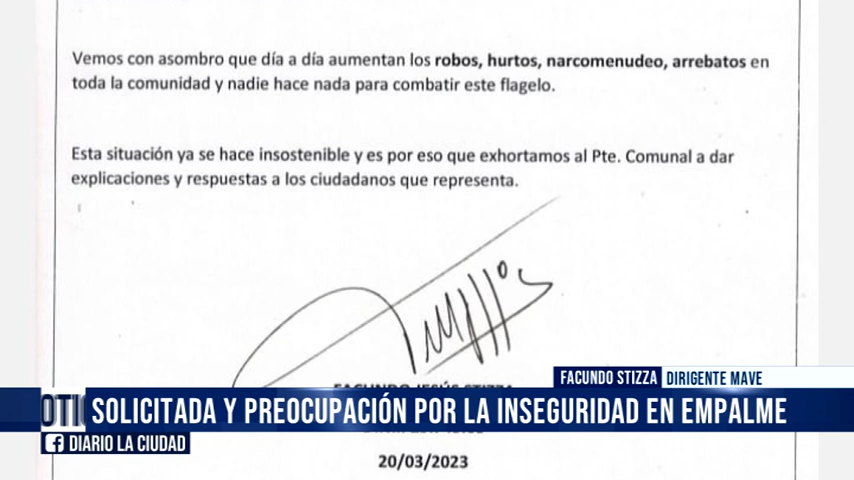 Vemos con asombro que día a día aumentan los robos, hurtos, narcomenudeo, arrebatos en
toda la comunidad y nadie hace nada para combatir este flagelo.
Esta situación ya se hace insostenible y es por eso que exhortamos al Pte. Comunal a dar
explicaciones y respuestas a los ciudadanos que representa.
FACUNDO STIZZA DIRIGENTE MAVE
SOLICITADA Y PREOCUPACIÓN POR LA INSEGURIDAD EN EMPALME
DIARIO LA CIUDAD
20/03/2023